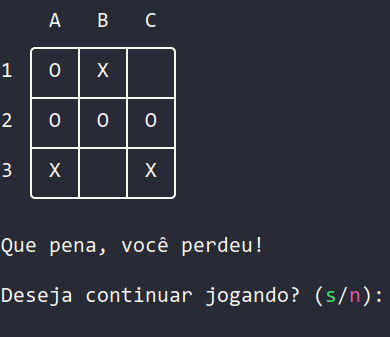 A B C
1 O X
2 O O O
3 X X
Que pena, você perdeu!
Deseja continuar jogando? (s/n):